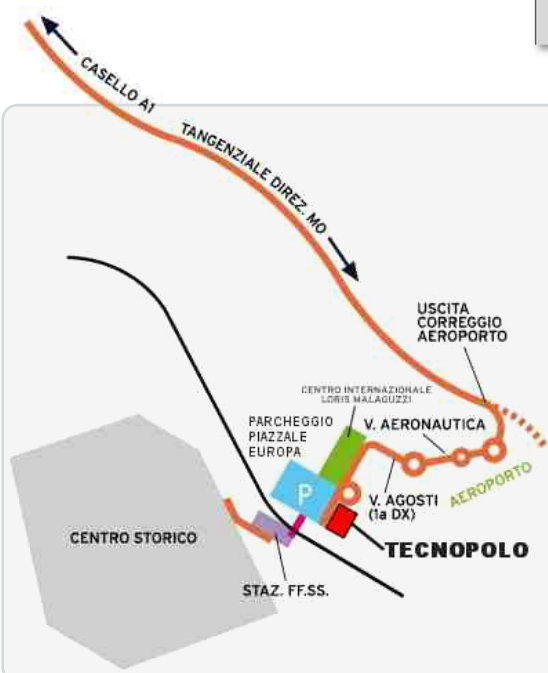 CASELLO A1
TANGENZIALE DIREZ. MO
USCITA
CORREGGIO
AEROPORTO
CENTRO INTERNAZIONALE
LORIS MALAGUZZI
PARCHEGGIO
PIAZZALE
EUROPA
V. AERONAUTICA
P
V. AGOSTI
(1a DX)
AEROPORTO
TECNOPOLO
CENTRO STORICO
STAZ. FF.SS.